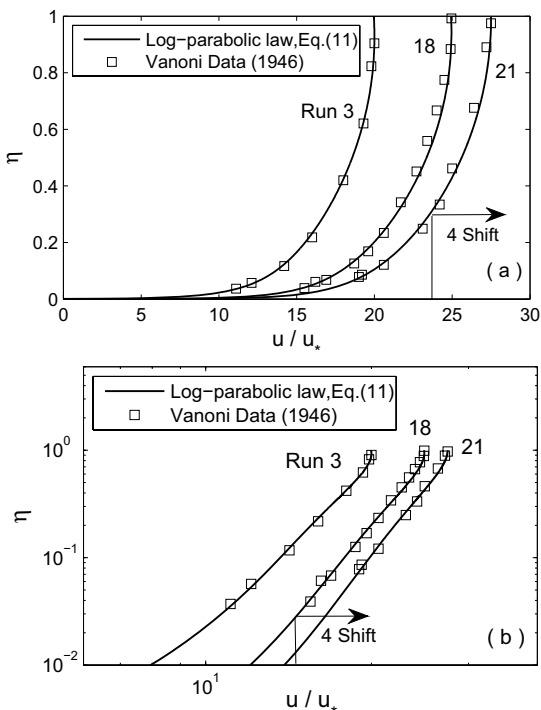 Log−parabolic law,Eq.(11)
Vanoni Data (1946)
1
0.8
0.6
0.4
0.2
0
η
Run 3
18
21
4 Shift
( a )
0 5 10 15 20 25 30
u / u*
Log−parabolic law,Eq.(11)
Vanoni Data (1946)
10^0
10^−1
10^−2
η
Run 3
18
21
4 Shift
( b )
10^1
u / u*